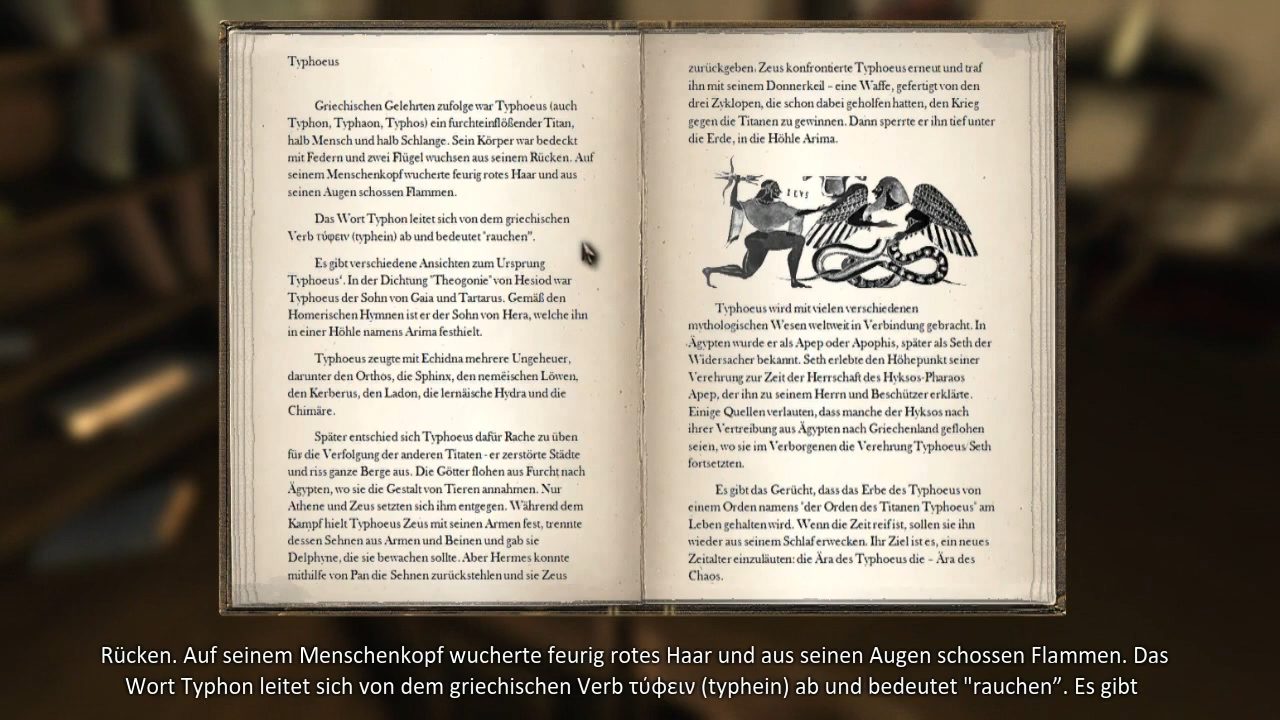 Typhoeus
Griechischen Gelehrten zufolge war Typhoeus (auch
Typhon, Typhaon, Typhos) ein furchteinflößender Titan,
halb Mensch und halb Schlange. Sein Körper war bedeckt
mit Federn und zwei Flügel wuchsen aus seinem Rücken. Auf
seinem Menschenkopf wucherte feurig rotes Haar und aus
seinen Augen schossen Flammen.
Das Wort Typhon leitet sich von dem griechischen
Verb τύφειν (typhein) ab und bedeutet "rauchen”.
Es gibt verschiedene Ansichten zum Ursprung
Typhoeus‘. In der Dichtung "Theogonie" von Hesiod war
Typhoeus der Sohn von Gaia und Tartarus. Gemäß den
Homerischen Hymnen ist er der Sohn von Hera, welche ihn
in einer Höhle namens Arima festhielt.
Typhoeus zeugte mit Echidna mehrere Ungeheuer,
darunter den Orthos, die Sphinx, den nemëischen Löwen,
den Kerberus, den Ladon, die lernäische Hydra und die
Chimäre.
Später entschied sich Typhoeus dafür Rache zu üben
für die Verfolgung der anderen Titaten - er zerstörte Städte
und riss ganze Berge aus. Die Götter flohen aus Furcht nach
Ägypten, wo sie die Gestalt von Tieren annahmen. Nur
Athene und Zeus setzten sich ihm entgegen. Während dem
Kampf hielt Typhoeus Zeus mit seinen Armen fest, trennte
dessen Sehnen aus Armen und Beinen und gab sie
Delphyne, die sie bewachen sollte. Aber Hermes konnte
mithilfe von Pan die Sehnen zurückstehlen und sie Zeus
zurückgeben. Zeus konfrontierte Typhoeus erneut und traf
ihn mit seinem Donnerkeil – eine Waffe, gefertigt von den
drei Zyklopen, die schon dabei geholfen hatten, den Krieg
gegen die Titanen zu gewinnen. Dann sperrte er ihn tief unter
die Erde, in die Höhle Arima.
Typhoeus wird mit vielen verschiedenen
mythologischen Wesen weltweit in Verbindung gebracht. In
Ägypten wurde er als Apep oder Apophis, später als Seth der
Widersacher bekannt. Seth erlebte den Höhepunkt seiner
Verehrung zur Zeit der Herrschaft des Hyksos-Pharaos
Apep, der ihn zu seinem Herrn und Beschützer erklärte.
Einige Quellen verlauten, dass manche der Hyksos nach
ihrer Vertreibung aus Ägypten nach Griechenland geflohen
seien, wo sie im Verborgenen die Verehrung Typhoeus/Seth
fortsetzten.
Es gibt das Gerücht, dass das Erbe des Typhoeus von
einem Orden namens "der Orden des Titanen Typhoeus" am
Leben gehalten wird. Wenn die Zeit reif ist, sollen sie ihn
wieder aus seinem Schlaf erwecken. Ihr Ziel ist es, ein neues
Zeitalter einzuläuten: die Ära des Typhoeus die – Ära des
Chaos.
Rücken. Auf seinem Menschenkopf wucherte feurig rotes Haar und aus seinen Augen schossen Flammen. Das
Wort Typhon leitet sich von dem griechischen Verb τύφειν (typhein) ab und bedeutet "rauchen”. Es gibt